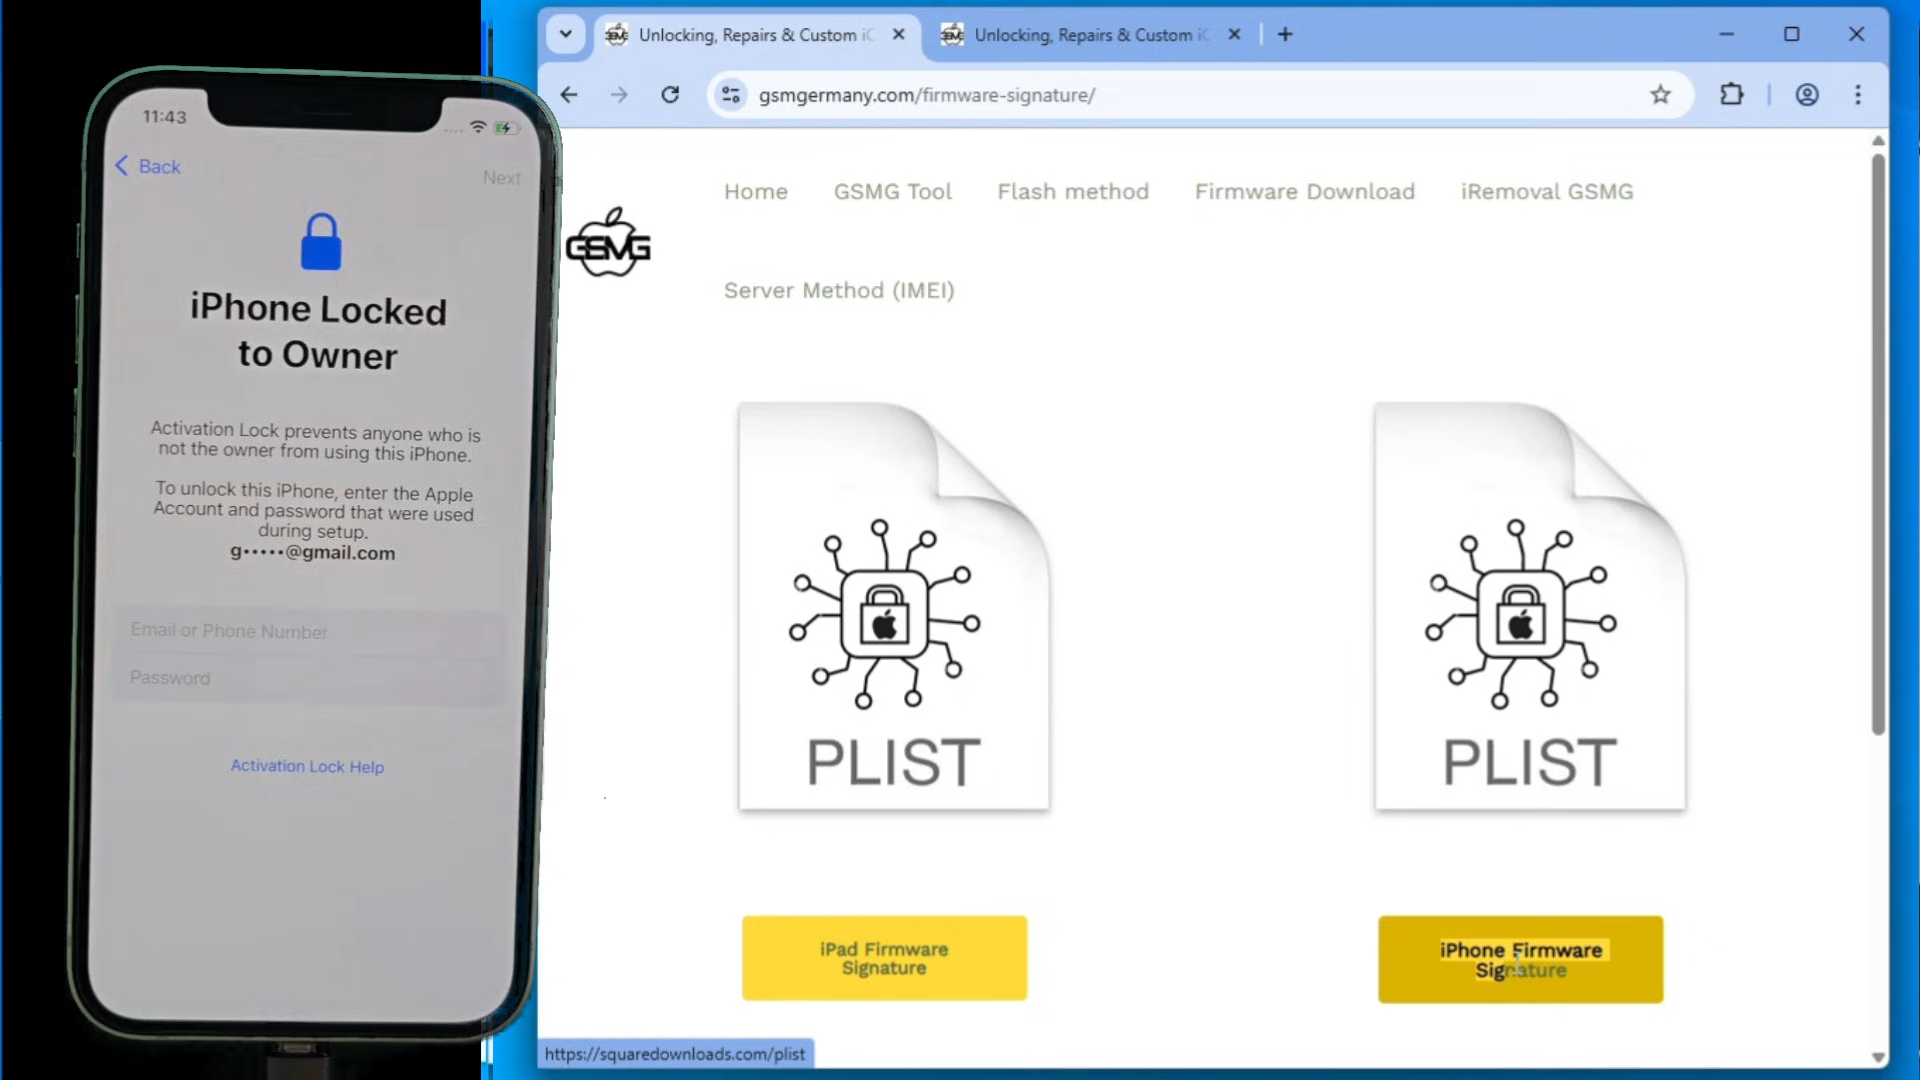 11:43
Back
Next
iPhone Locked
to Owner
Activation Lock prevents anyone who is
not the owner from using this iPhone.
To unlock this iPhone, enter the Apple
Account and password that were used
during setup.
g•••••@gmail.com
Email or Phone Number
Password
Activation Lock Help
Unlocking, Repairs & Custom iC
Unlocking, Repairs & Custom iC
gsmgermany.com/firmware-signature/
GSMG
Home
GSMG Tool
Flash method
Firmware Download
iRemoval GSMG
Server Method (IMEI)
PLIST
PLIST
iPad Firmware
Signature
iPhone Firmware
Signature
https://squaredownloads.com/plist